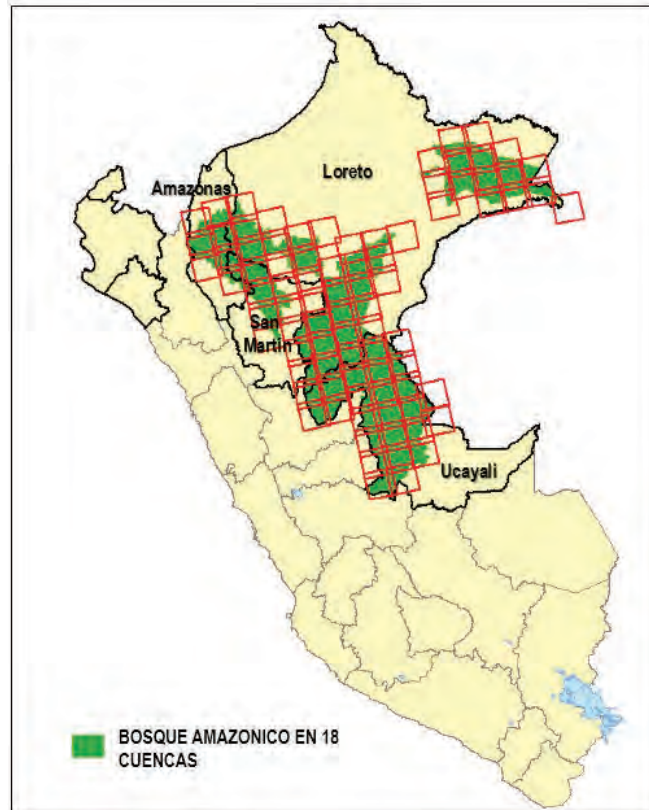 Loreto
Amazonas
San
Martín
Ucayali
BOSQUE AMAZONICO EN 18
CUENCAS